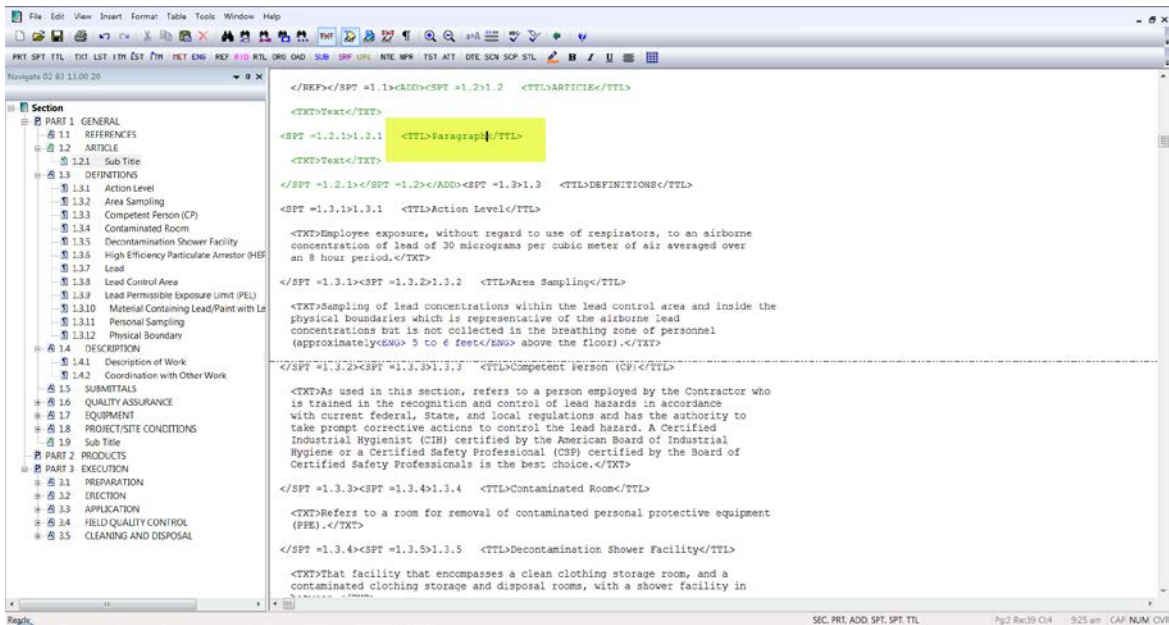 File Edit View Insert Format Table Tools Window Help
PRT SPT TTL TXT LST ITM MET ENG REF RID RTL ORG OAD SUB SRF URL NTE NPR TST ATT DTE SCN SCP STL B I U
Navigate 02 83 13.00 20
Section
PART 1 GENERAL
1.1 REFERENCES
1.2 ARTICLE
1.2.1 Sub Title
1.3 DEFINITIONS
1.3.1 Action Level
1.3.2 Area Sampling
1.3.3 Competent Person (CP)
1.3.4 Contaminated Room
1.3.5 Decontamination Shower Facility
1.3.6 High Efficiency Particulate Arrestor (HEP
1.3.7 Lead
1.3.8 Lead Control Area
1.3.9 Lead Permissible Exposure Limit (PEL)
1.3.10 Material Containing Lead/Paint with Le
1.3.11 Personal Sampling
1.3.12 Physical Boundary
1.4 DESCRIPTION
1.4.1 Description of Work
1.4.2 Coordination with Other Work
1.5 SUBMITTALS
1.6 QUALITY ASSURANCE
1.7 EQUIPMENT
1.8 PROJECT/SITE CONDITIONS
1.9 Sub Title
PART 2 PRODUCTS
PART 3 EXECUTION
3.1 PREPARATION
3.2 ERECTION
3.3 APPLICATION
3.4 FIELD QUALITY CONTROL
3.5 CLEANING AND DISPOSAL
</REF></SPT =1.1><ADD><SPT =1.2>1.2 <TTL>ARTICLE</TTL>
<TXT>Text</TXT>
<SPT =1.2.1>1.2.1 <TTL>Paragraph</TTL>
<TXT>Text</TXT>
</SPT =1.2.1></SPT =1.2></ADD><SPT =1.3>1.3 <TTL>DEFINITIONS</TTL>
<SPT =1.3.1>1.3.1 <TTL>Action Level</TTL>
<TXT>Employee exposure, without regard to use of respirators, to an airborne
concentration of lead of 30 micrograms per cubic meter of air averaged over
an 8 hour period.</TXT>
</SPT =1.3.1><SPT =1.3.2>1.3.2 <TTL>Area Sampling</TTL>
<TXT>Sampling of lead concentrations within the lead control area and inside the
physical boundaries which is representative of the airborne lead
concentrations but is not collected in the breathing zone of personnel
(approximately<ENG> 5 to 6 feet</ENG> above the floor).</TXT>
</SPT =1.3.2><SPT =1.3.3>1.3.3 <TTL>Competent Person (CP)</TTL>
<TXT>As used in this section, refers to a person employed by the Contractor who
is trained in the recognition and control of lead hazards in accordance
with current federal, State, and local regulations and has the authority to
take prompt corrective actions to control the lead hazard. A Certified
Industrial Hygienist (CIH) certified by the American Board of Industrial
Hygiene or a Certified Safety Professional (CSP) certified by the Board of
Certified Safety Professionals is the best choice.</TXT>
</SPT =1.3.3><SPT =1.3.4>1.3.4 <TTL>Contaminated Room</TTL>
<TXT>Refers to a room for removal of contaminated personal protective equipment
(PPE).</TXT>
</SPT =1.3.4><SPT =1.3.5>1.3.5 <TTL>Decontamination Shower Facility</TTL>
<TXT>That facility that encompasses a clean clothing storage room, and a
contaminated clothing storage and disposal rooms, with a shower facility in
Ready
SEC, PRT, ADD, SPT, SPT, TTL
9:25 am CAP NUM OVR